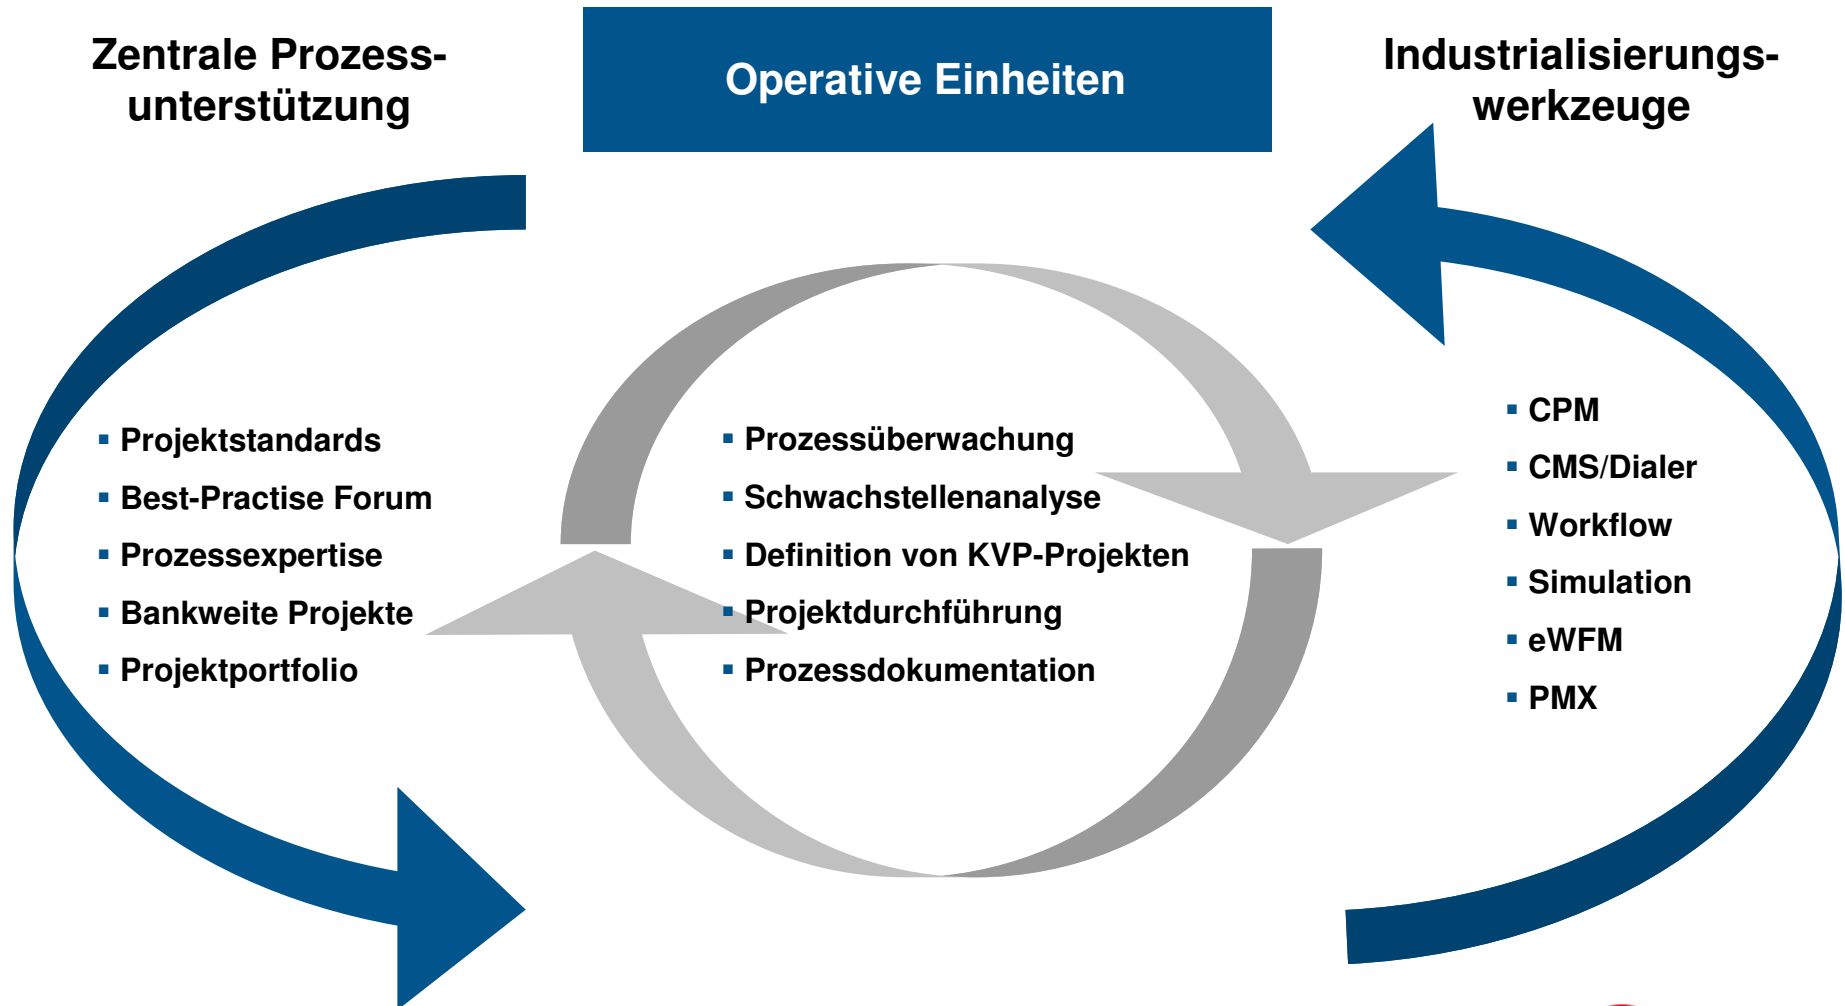 Zentrale Prozess-
unterstützung
Operative Einheiten
Industrialisierungs-
werkzeuge
Projektstandards
Best-Practise Forum
Prozessexpertise
Bankweite Projekte
Projektportfolio
Prozessüberwachung
Schwachstellenanalyse
Definition von KVP-Projekten
Projektdurchführung
Prozessdokumentation
CPM
CMS/Dialer
Workflow
Simulation
eWFM
PMX